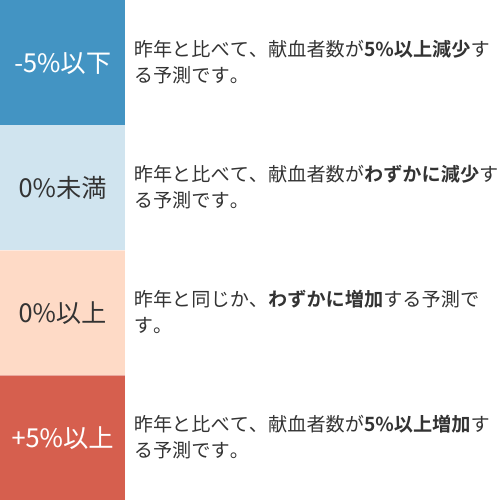 -5%以下
昨年と比べて、献血者数が5%以上減少す
る予測です。
0%未満
昨年と比べて、献血者数がわずかに減少す
る予測です。
0%以上
昨年と同じか、わずかに増加する予測で
す。
+5%以上
昨年と比べて、献血者数が5%以上増加す
る予測です。